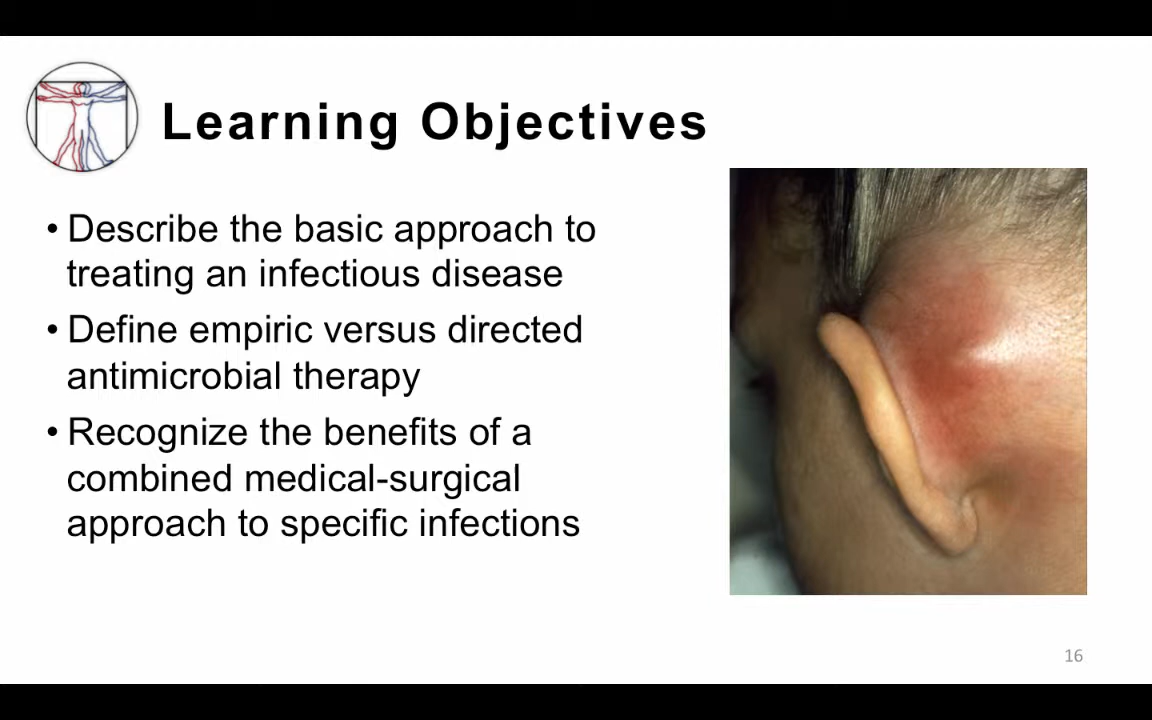 Learning Objectives
• Describe the basic approach to
treating an infectious disease
• Define empiric versus directed
antimicrobial therapy
• Recognize the benefits of a
combined medical-surgical
approach to specific infections
16